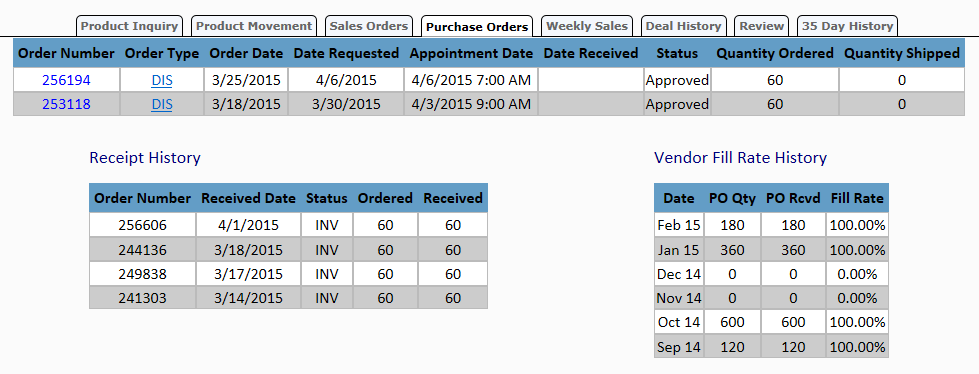 Product Inquiry Product Movement Sales Orders Purchase Orders Weekly Sales Deal History Review 35 Day History
Order Number Order Type Order Date Date Requested Appointment Date Date Received Status Quantity Ordered Quantity Shipped
256194 DIS 3/25/2015 4/6/2015 4/6/2015 7:00 AM Approved 60 0
253118 DIS 3/18/2015 3/30/2015 4/3/2015 9:00 AM Approved 60 0
Receipt History
Order Number Received Date Status Ordered Received
256606 4/1/2015 INV 60 60
244136 3/18/2015 INV 60 60
249838 3/17/2015 INV 60 60
241303 3/14/2015 INV 60 60
Vendor Fill Rate History
Date PO Qty PO Rcvd Fill Rate
Feb 15 180 180 100.00%
Jan 15 360 360 100.00%
Dec 14 0 0 0.00%
Nov 14 0 0 0.00%
Oct 14 600 600 100.00%
Sep 14 120 120 100.00%